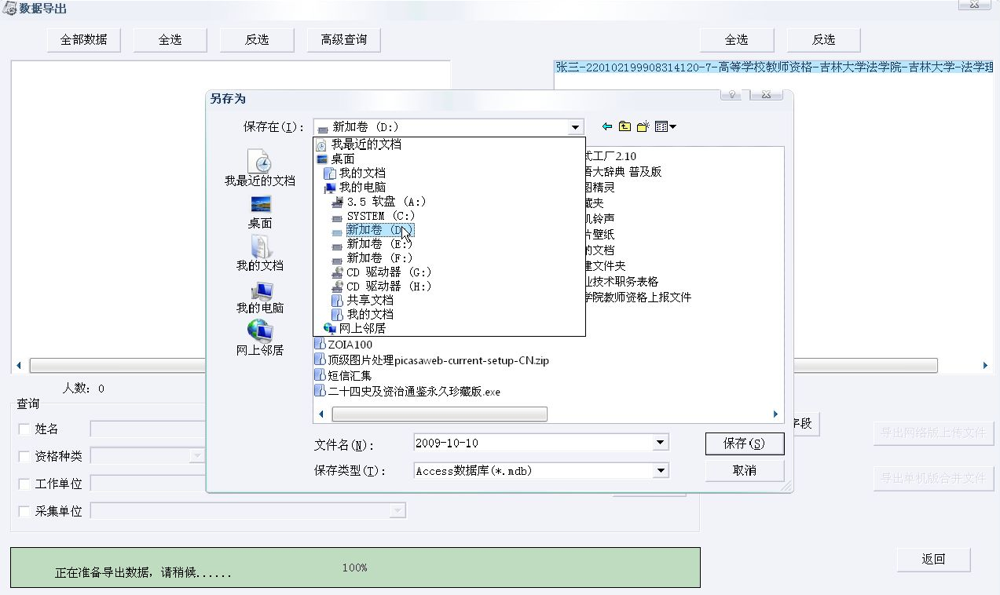 数据导出
全部数据 全选 反选 高级查询 全选 反选
张三-220102199908314120-7-高等学校教师资格-吉林大学法学院-吉林大学-法学理
另存为
保存在(I): 新加卷 (D:)
我最近的文档
桌面
我的文档
我的电脑
3.5 软盘 (A:)
SYSTEM (C:)
新加卷 (D:)
新加卷 (E:)
新加卷 (F:)
CD 驱动器 (G:)
CD 驱动器 (H:)
共享文档
我的文档
网上邻居
我最近的文档
桌面
我的文档
我的电脑
网上邻居
式工厂2.10
语大辞典 普及版
图精灵
藏夹
机铃声
片壁纸
的文档
建文件夹
业技术职务表格
学院教师资格上报文件
ZOIA100
顶级图片处理picasaweb-current-setup-CN.zip
短信汇集
二十四史及资治通鉴永久珍藏版.exe
文件名(N): 2009-10-10 保存(S)
保存类型(T): Access数据库(*.mdb) 取消
人数: 0
查询
姓名
资格种类
工作单位
采集单位
字段
导出网络版上传文件
导出单机版合并文件
正在准备导出数据，请稍候...... 100%
返回